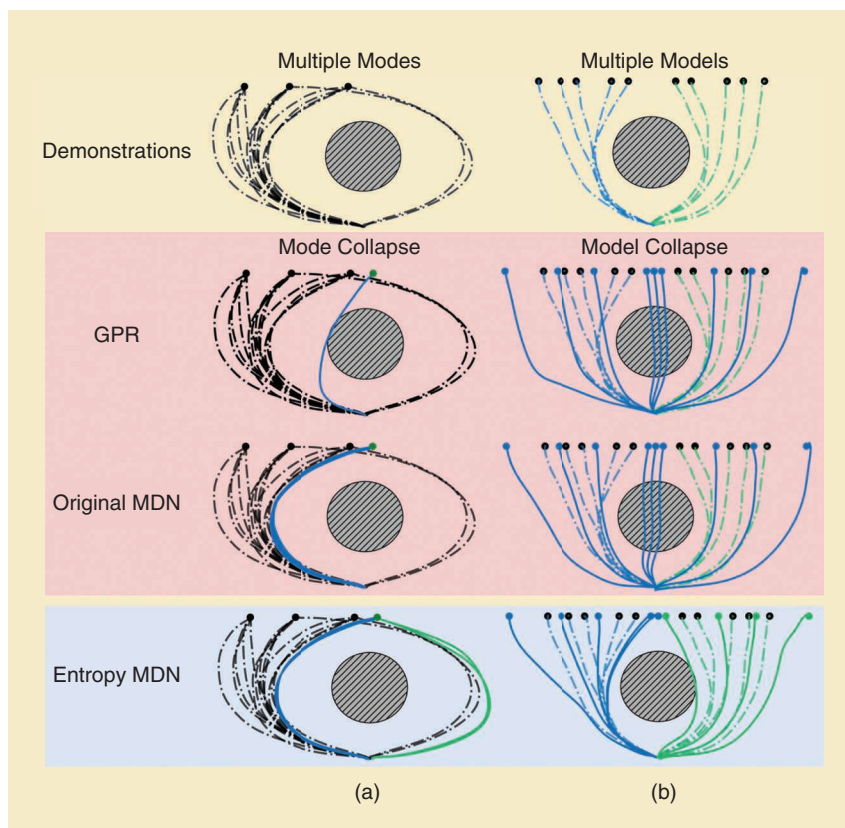 Multiple Modes
Multiple Models
Demonstrations
Mode Collapse
Model Collapse
GPR
Original MDN
Entropy MDN
(a)
(b)